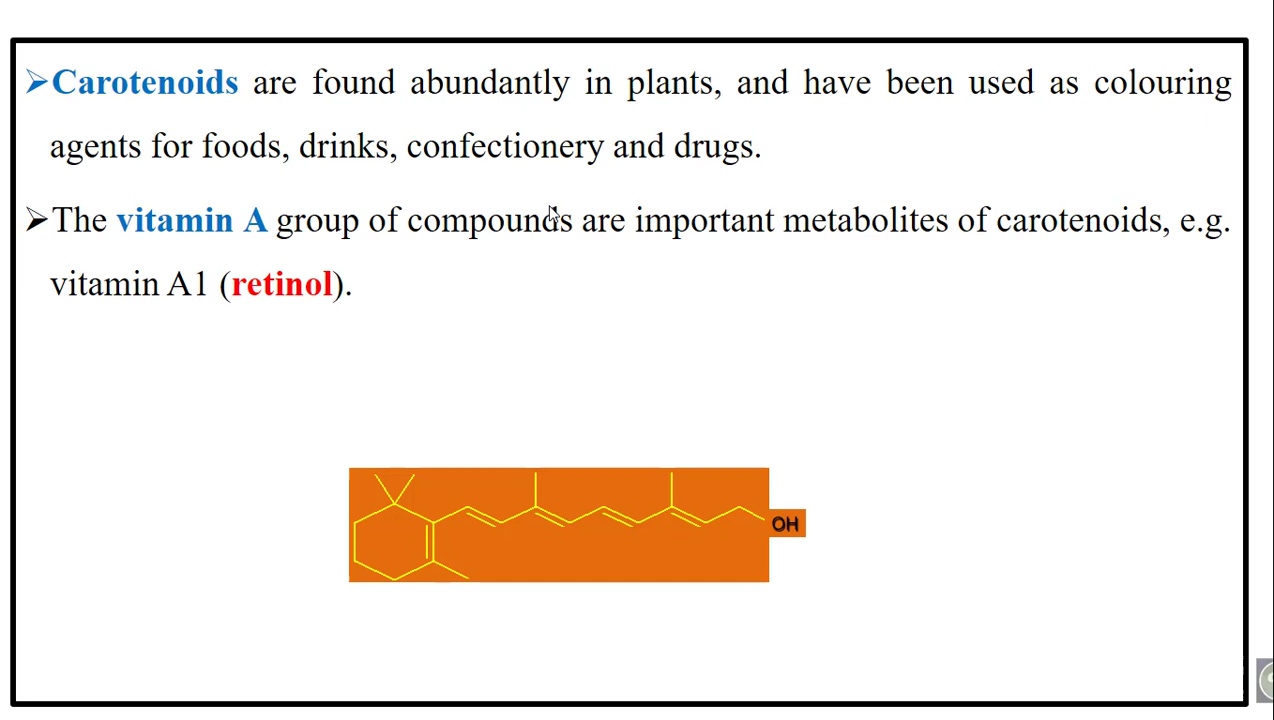 ➢Carotenoids are found abundantly in plants, and have been used as colouring
agents for foods, drinks, confectionery and drugs.
➢The vitamin A group of compounds are important metabolites of carotenoids, e.g.
vitamin A1 (retinol).
OH